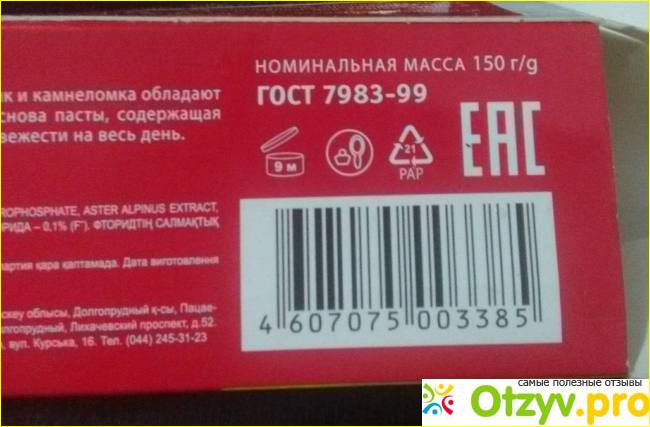 НОМИНАЛЬНАЯ МАССА 150 г/g
ГОСТ 7983-99
и камнеломка обладают
снова пасты, содержащая
вежести на весь день.
9 м
21
PAP
EAC
ROPHOSPHATE, ASTER ALPINUS EXTRACT,
РИДА – 0,1% (F⁻). ФТОРИДТІҢ САЛМАҚТЫҚ
артия қара қаптамада. Дата виготовлення
скеу облысы, Долгопрудный қ-сы, Пацае-
лгопрудный, Лихачевский проспект, д.52.
вул. Курська, 16. Тел. (044) 245-31-23
4 607075 003385
самые полезные отзывы
Otzyv.pro